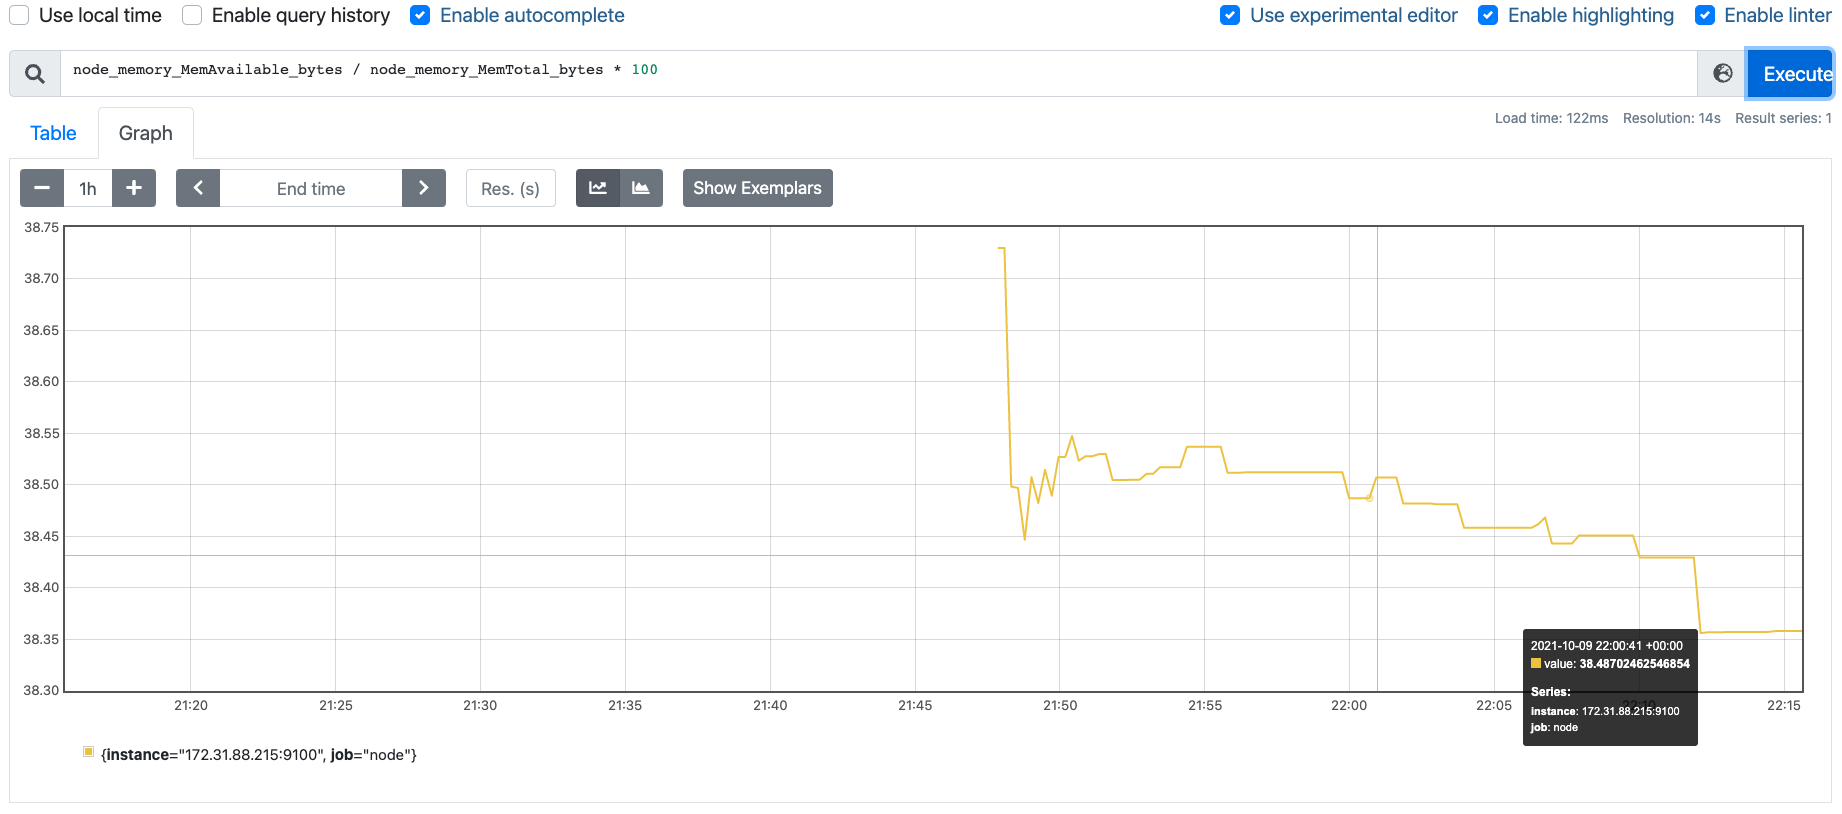 Use local time Enable query history Enable autocomplete Use experimental editor Enable highlighting Enable linter
node_memory_MemAvailable_bytes / node_memory_MemTotal_bytes * 100 Execute
Load time: 122ms Resolution: 14s Result series: 1
Table Graph
1h End time Res. (s) Show Exemplars
38.75
38.70
38.65
38.60
38.55
38.50
38.45
38.40
38.35
38.30
2021-10-09 22:00:41 +00:00
value: 38.48702462546854
Series:
instance: 172.31.88.215:9100
job: node
21:20 21:25 21:30 21:35 21:40 21:45 21:50 21:55 22:00 22:05 22:10 22:15
{instance="172.31.88.215:9100", job="node"}